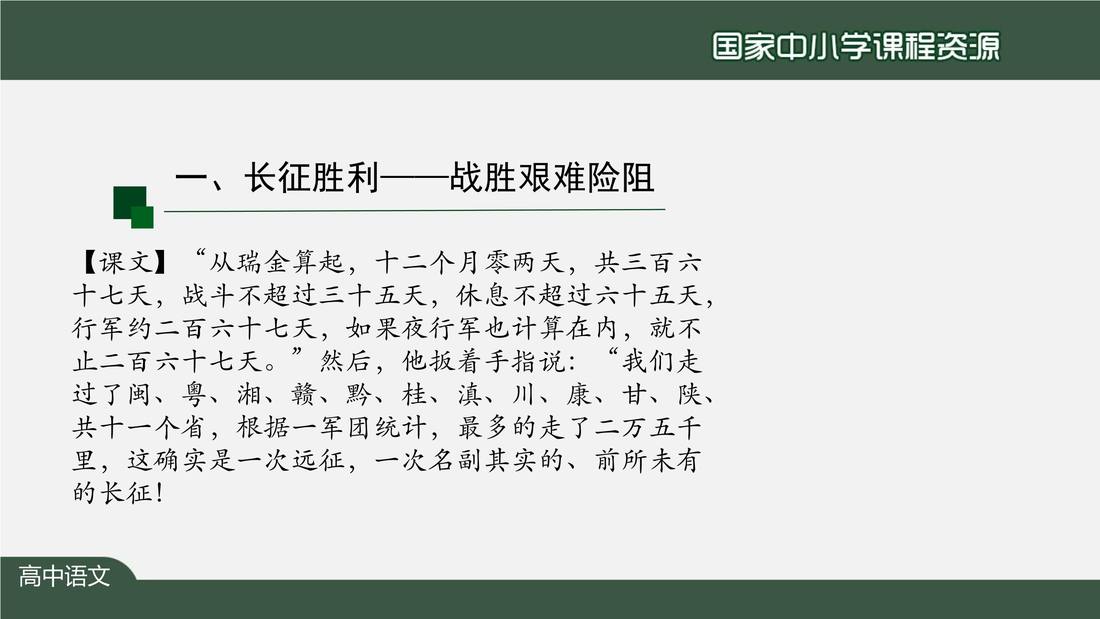 国家中小学课程资源
一、长征胜利——战胜艰难险阻
【课文】“从瑞金算起，十二个月零两天，共三百六
十七天，战斗不超过三十五天，休息不超过六十五天，
行军约二百六十七天，如果夜行军也计算在内，就不
止二百六十七天。”然后，他扳着手指说：“我们走
过了闽、粤、湘、赣、黔、桂、滇、川、康、甘、陕、
共十一个省，根据一军团统计，最多的走了二万五千
里，这确实是一次远征，一次名副其实的、前所未有
的长征！
高中语文